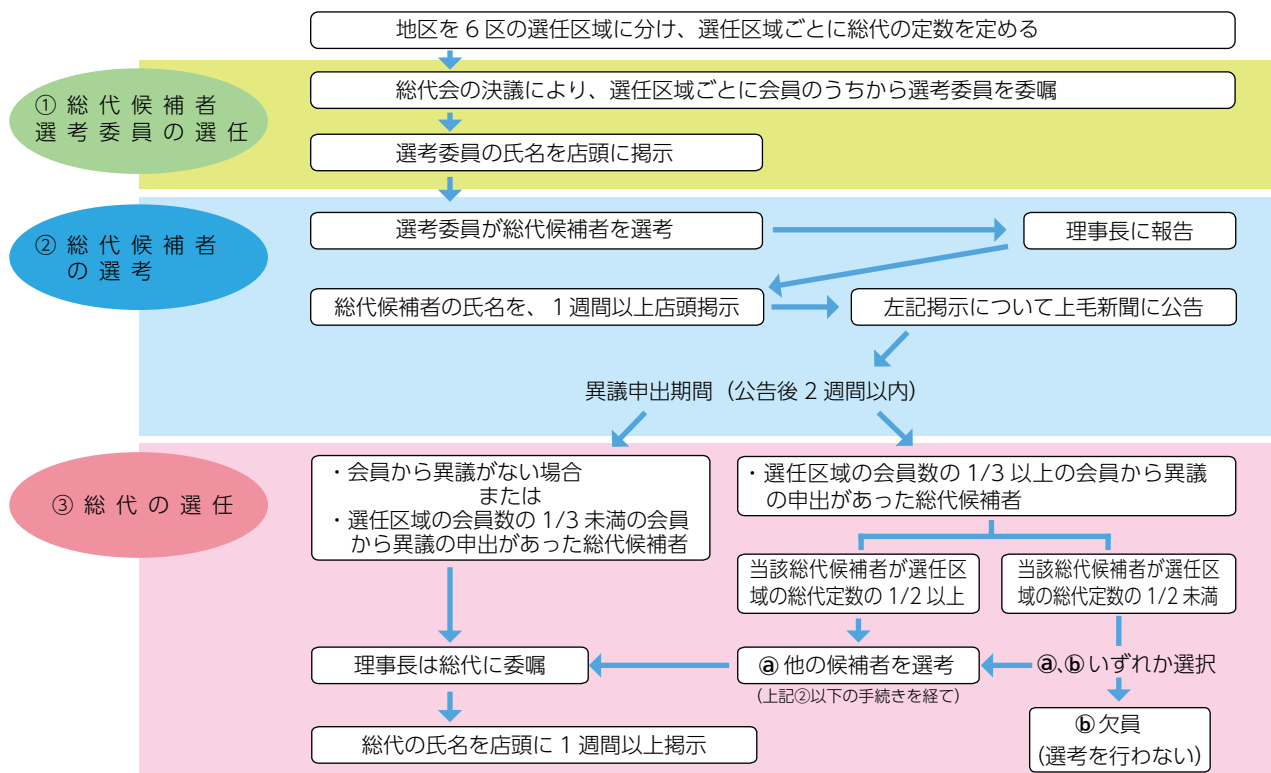 地区を 6 区の選任区域に分け、選任区域ごとに総代の定数を定める
① 総代候補者
選考委員の選任
総代会の決議により、選任区域ごとに会員のうちから選考委員を委嘱
選考委員の氏名を店頭に掲示
② 総代候補者
の選考
選考委員が総代候補者を選考
理事長に報告
総代候補者の氏名を、1 週間以上店頭掲示
左記掲示について上毛新聞に公告
異議申出期間（公告後 2 週間以内）
③ 総代の選任
・会員から異議がない場合
または
・選任区域の会員数の 1/3 未満の会員
から異議の申出があった総代候補者
・選任区域の会員数の 1/3 以上の会員から異議
の申出があった総代候補者
当該総代候補者が選任区
域の総代定数の 1/2 以上
当該総代候補者が選任区
域の総代定数の 1/2 未満
理事長は総代に委嘱
ⓐ他の候補者を選考
（上記②以下の手続きを経て）
ⓐ、ⓑいずれか選択
総代の氏名を店頭に 1 週間以上掲示
ⓑ欠員
（選考を行わない）